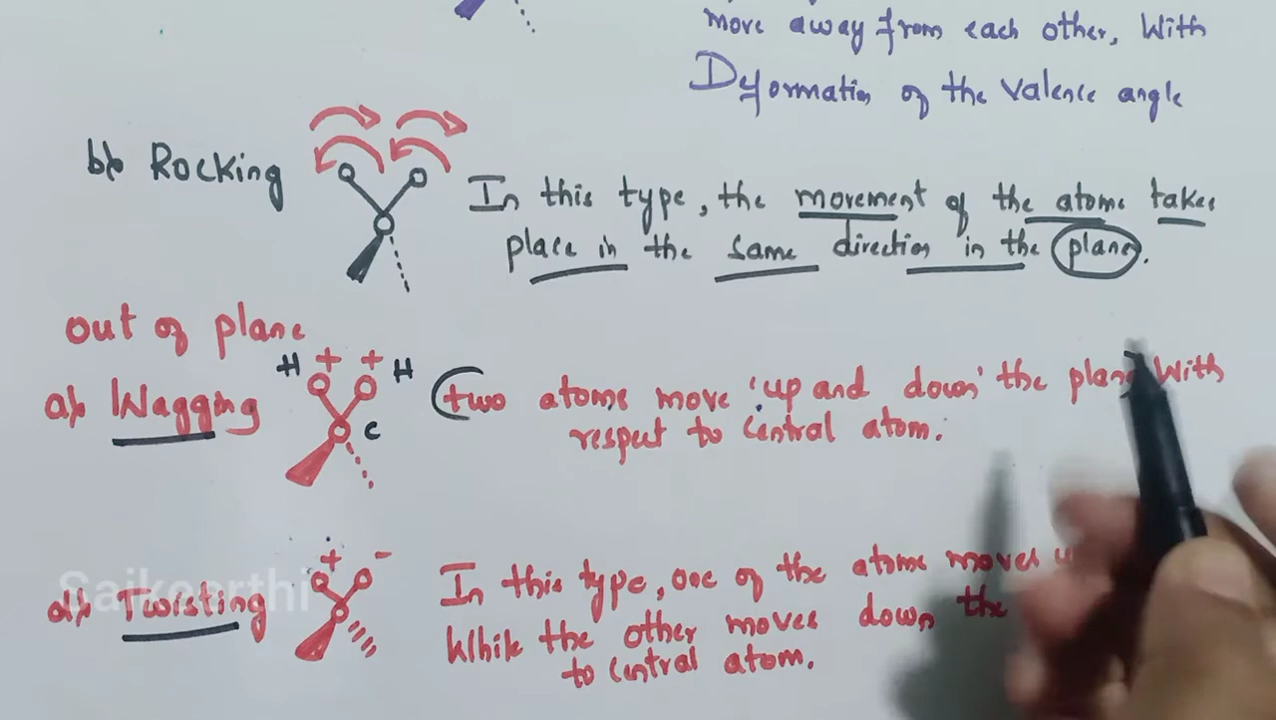 move away from each other, With
Deformation of the valence angle
b) Rocking
In this type, the movement of the atoms takes
place in the same direction in the plane.
out of plane
a) Wagging
H + + H
C
two atoms move 'up and down' the plane With
respect to Central atom.
+ -
a) Twisting
In this type, one of the atoms moves
While the other moves down the
to Central atom.
Saikeerthi